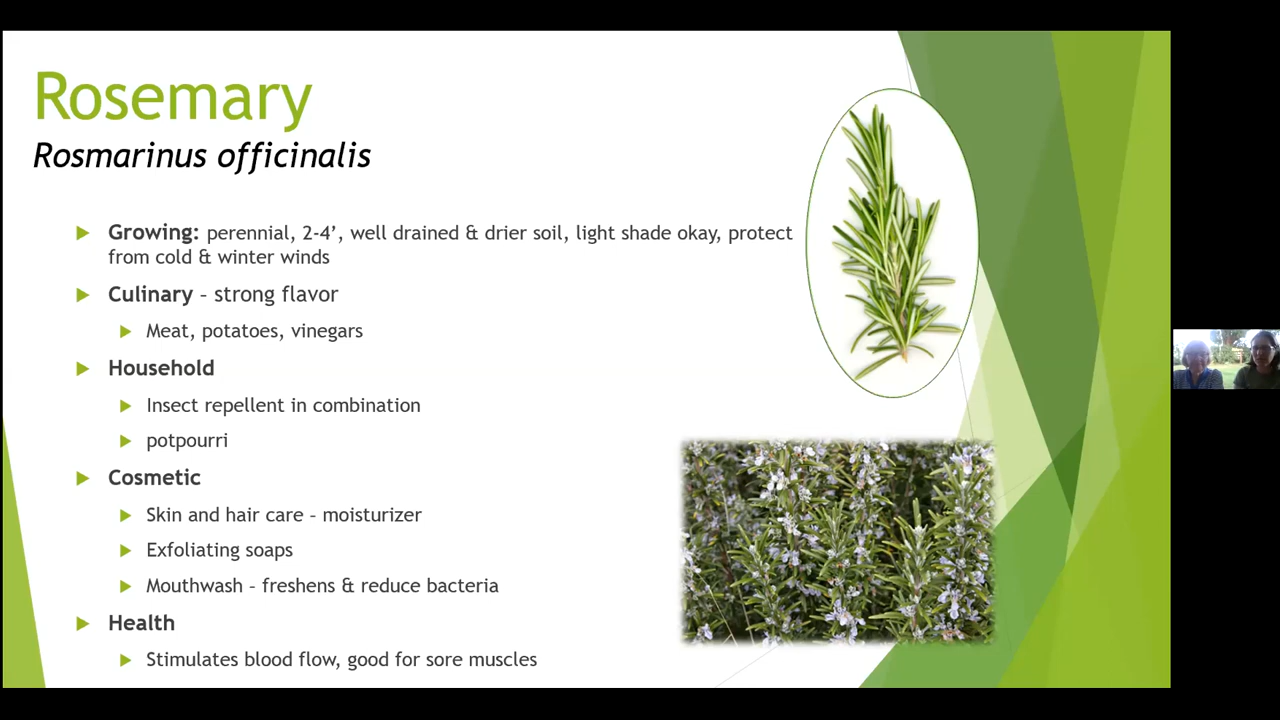 Rosemary
Rosmarinus officinalis
Growing: perennial, 2-4’, well drained & drier soil, light shade okay, protect
from cold & winter winds
Culinary – strong flavor
Meat, potatoes, vinegars
Household
Insect repellent in combination
potpourri
Cosmetic
Skin and hair care – moisturizer
Exfoliating soaps
Mouthwash – freshens & reduce bacteria
Health
Stimulates blood flow, good for sore muscles